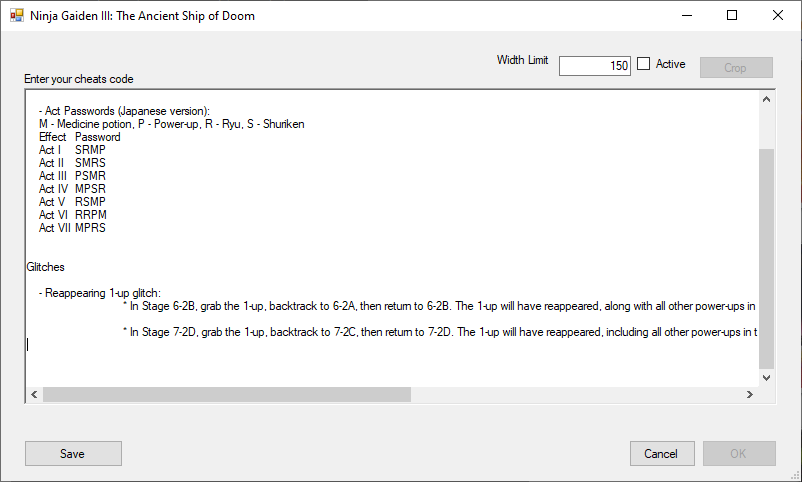 Ninja Gaiden III: The Ancient Ship of Doom
Width Limit 150 Active Crop
Enter your cheats code
- Act Passwords (Japanese version):
M - Medicine potion, P - Power-up, R - Ryu, S - Shuriken
Effect Password
Act I SRMP
Act II SMRS
Act III PSMR
Act IV MPSR
Act V RSMP
Act VI RRPM
Act VII MPRS
Glitches
- Reappearing 1-up glitch:
* In Stage 6-2B, grab the 1-up, backtrack to 6-2A, then return to 6-2B. The 1-up will have reappeared, along with all other power-ups in
* In Stage 7-2D, grab the 1-up, backtrack to 7-2C, then return to 7-2D. The 1-up will have reappeared, including all other power-ups in t
Save Cancel OK